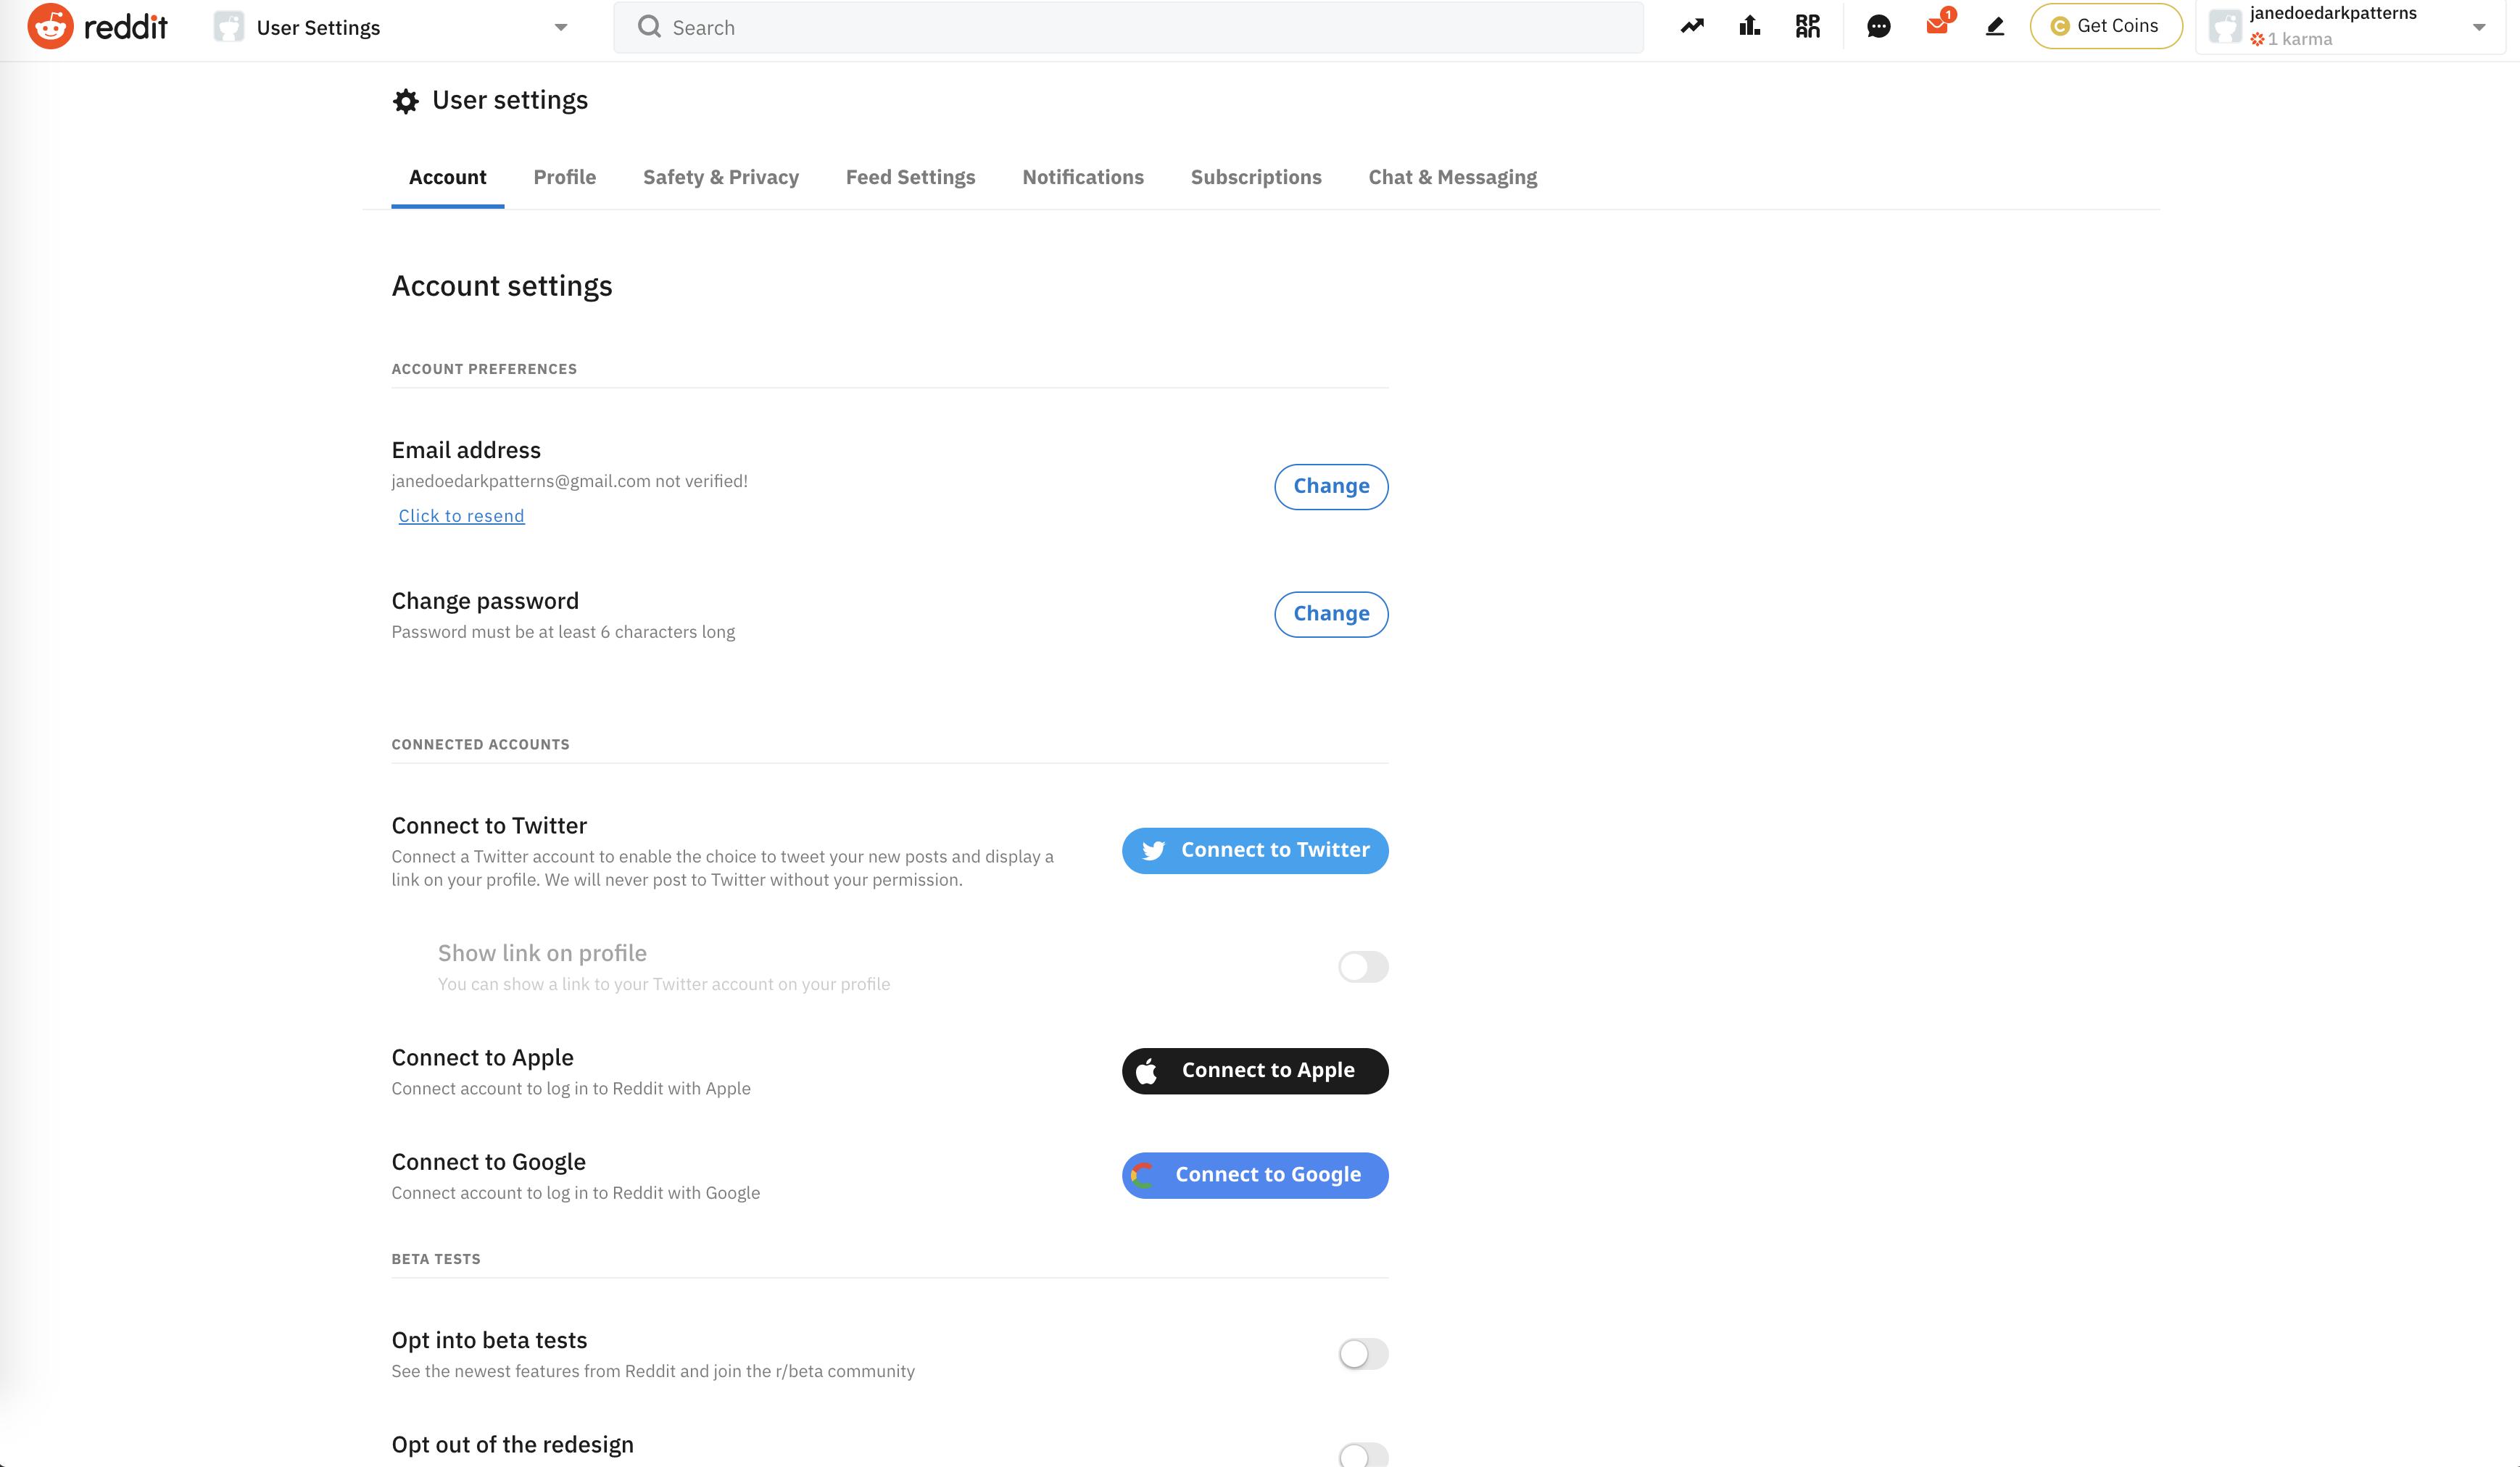 reddit
User Settings
Search
RPAN
1
Get Coins
janedoedarkpatterns
1 karma
User settings
Account
Profile
Safety & Privacy
Feed Settings
Notifications
Subscriptions
Chat & Messaging
Account settings
ACCOUNT PREFERENCES
Email address
janedoedarkpatterns@gmail.com not verified!
Click to resend
Change
Change password
Password must be at least 6 characters long
Change
CONNECTED ACCOUNTS
Connect to Twitter
Connect a Twitter account to enable the choice to tweet your new posts and display a
link on your profile. We will never post to Twitter without your permission.
Connect to Twitter
Show link on profile
You can show a link to your Twitter account on your profile
Connect to Apple
Connect account to log in to Reddit with Apple
Connect to Apple
Connect to Google
Connect account to log in to Reddit with Google
Connect to Google
BETA TESTS
Opt into beta tests
See the newest features from Reddit and join the r/beta community
Opt out of the redesign